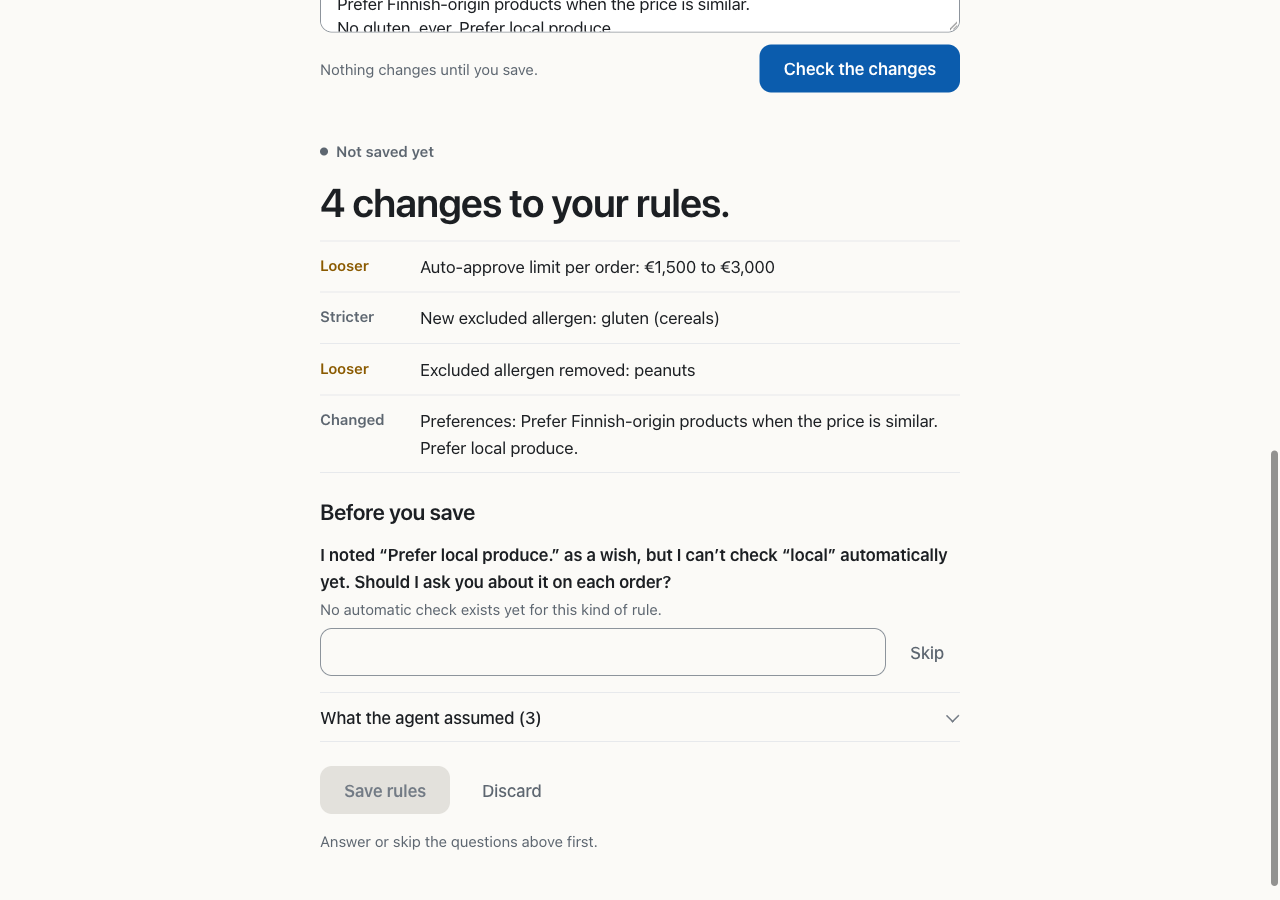 Prefer Finnish-origin products when the price is similar.
No gluten, ever. Prefer local produce.
Nothing changes until you save.
Check the changes
Not saved yet
4 changes to your rules.
Looser
Auto-approve limit per order: €1,500 to €3,000
Stricter
New excluded allergen: gluten (cereals)
Looser
Excluded allergen removed: peanuts
Changed
Preferences: Prefer Finnish-origin products when the price is similar.
Prefer local produce.
Before you save
I noted “Prefer local produce.” as a wish, but I can’t check “local” automatically
yet. Should I ask you about it on each order?
No automatic check exists yet for this kind of rule.
Skip
What the agent assumed (3)
Save rules
Discard
Answer or skip the questions above first.